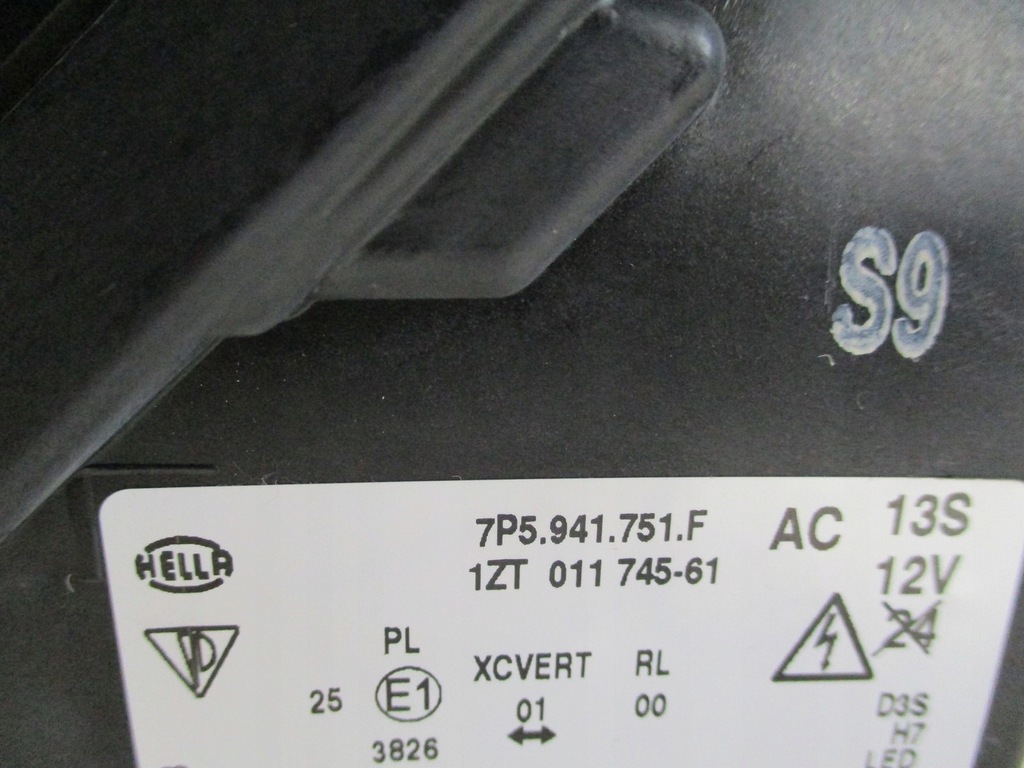 S9
7P5.941.751.F AC 13S
HELLA 1ZT 011 745-61 12V
24
PL XCVERT RL
25 E1 01 00 D3S
3826 H7
LED